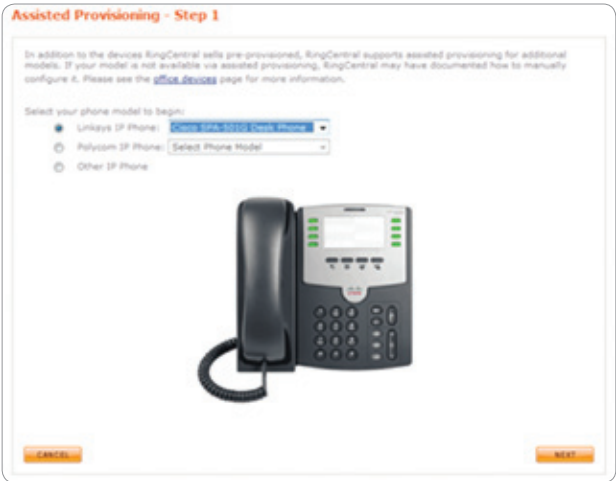 Assisted Provisioning - Step 1
In addition to the devices RingCentral sells pre-provisioned, RingCentral supports assisted provisioning for additional
models. If your model is not available via assisted provisioning, RingCentral may have documented how to manually
configure it. Please see the office devices page for more information.
Select your phone model to begin:
Linksys IP Phone: Cisco SPA-501G Desk Phone
Polycom IP Phone: Select Phone Model
Other IP Phone
CANCEL
NEXT